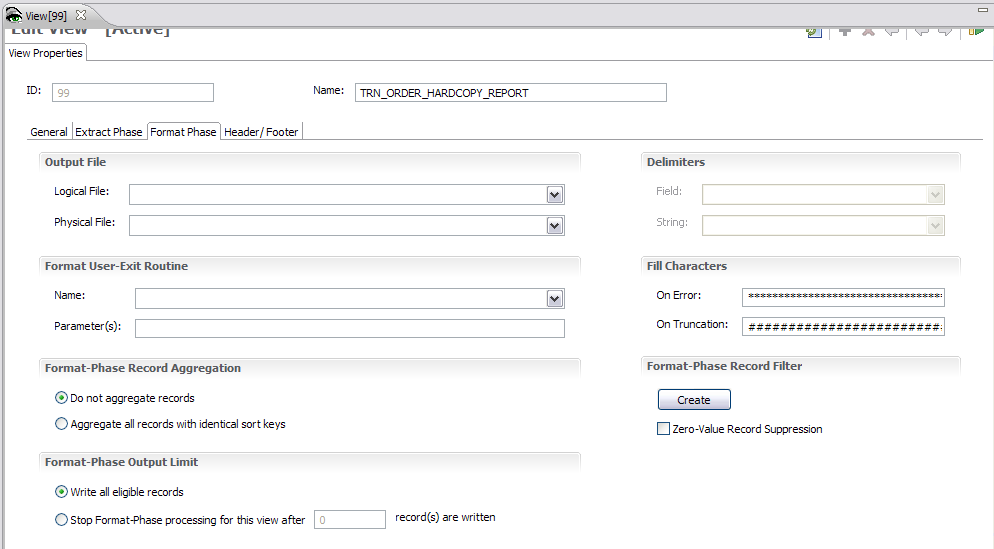 View[99]
Edit View [Active]
View Properties
ID: 99 Name: TRN_ORDER_HARDCOPY_REPORT
General Extract Phase Format Phase Header/ Footer
Output File
Logical File:
Physical File:
Format User-Exit Routine
Name:
Parameter(s):
Format-Phase Record Aggregation
Do not aggregate records
Aggregate all records with identical sort keys
Format-Phase Output Limit
Write all eligible records
Stop Format-Phase processing for this view after 0 record(s) are written
Delimiters
Field:
String:
Fill Characters
On Error: ********************************
On Truncation: #########################
Format-Phase Record Filter
Create
Zero-Value Record Suppression